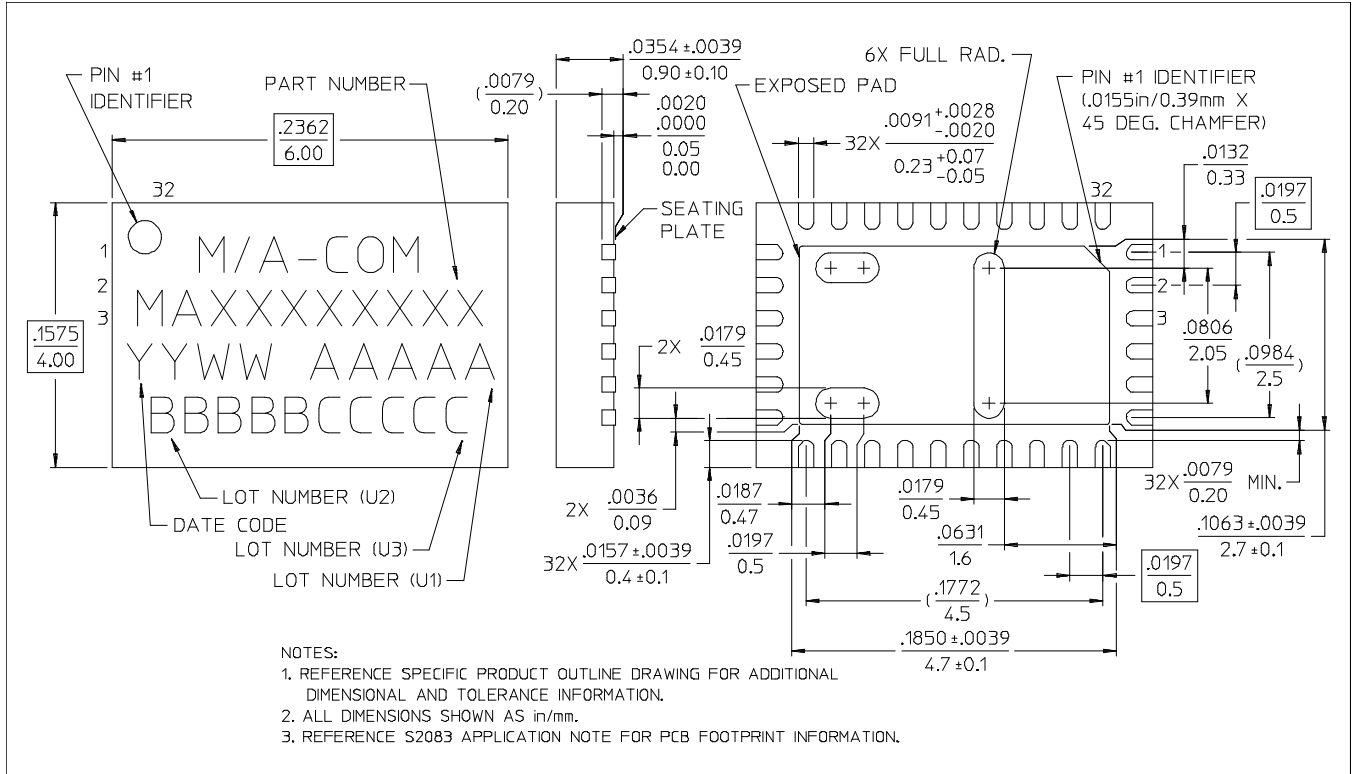 PIN #1
IDENTIFIER
PART NUMBER
.2362
6.00
32
1
2
3
.1575
4.00
M/A-COM
MAXXXXXXXXX
YYWW AAAAA
BBBBBCCCCC
LOT NUMBER (U2)
DATE CODE
LOT NUMBER (U3)
LOT NUMBER (U1)
.0354 ±.0039
0.90 ±0.10
(.0079
0.20)
.0020
.0000
0.05
0.00
SEATING
PLATE
EXPOSED PAD
6X FULL RAD.
PIN #1 IDENTIFIER
(.0155in/0.39mm X
45 DEG. CHAMFER)
32X .0091 +.0028
-.0020
0.23 +0.07
-0.05
32
.0132
0.33
.0197
0.5
1
2
3
.0806
2.05
(.0984
2.5)
2X .0179
0.45
2X .0036
0.09
32X .0157 ±.0039
0.4 ±0.1
.0187
0.47
.0197
0.5
.0179
0.45
.0631
1.6
32X .0079 MIN.
0.20
.1063 ±.0039
2.7 ±0.1
.0197
0.5
(.1772
4.5)
.1850 ±.0039
4.7 ±0.1
NOTES:
1. REFERENCE SPECIFIC PRODUCT OUTLINE DRAWING FOR ADDITIONAL
DIMENSIONAL AND TOLERANCE INFORMATION.
2. ALL DIMENSIONS SHOWN AS in/mm.
3. REFERENCE S2083 APPLICATION NOTE FOR PCB FOOTPRINT INFORMATION.